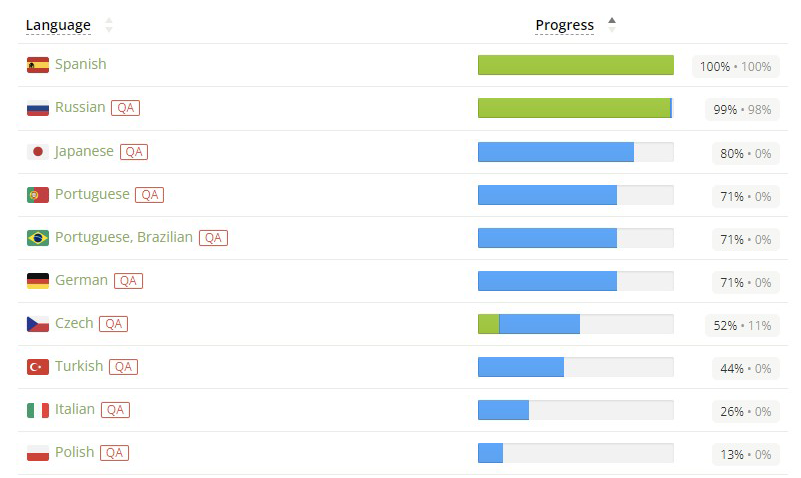 Language Progress
Spanish 100% • 100%
Russian QA 99% • 98%
Japanese QA 80% • 0%
Portuguese QA 71% • 0%
Portuguese, Brazilian QA 71% • 0%
German QA 71% • 0%
Czech QA 52% • 11%
Turkish QA 44% • 0%
Italian QA 26% • 0%
Polish QA 13% • 0%